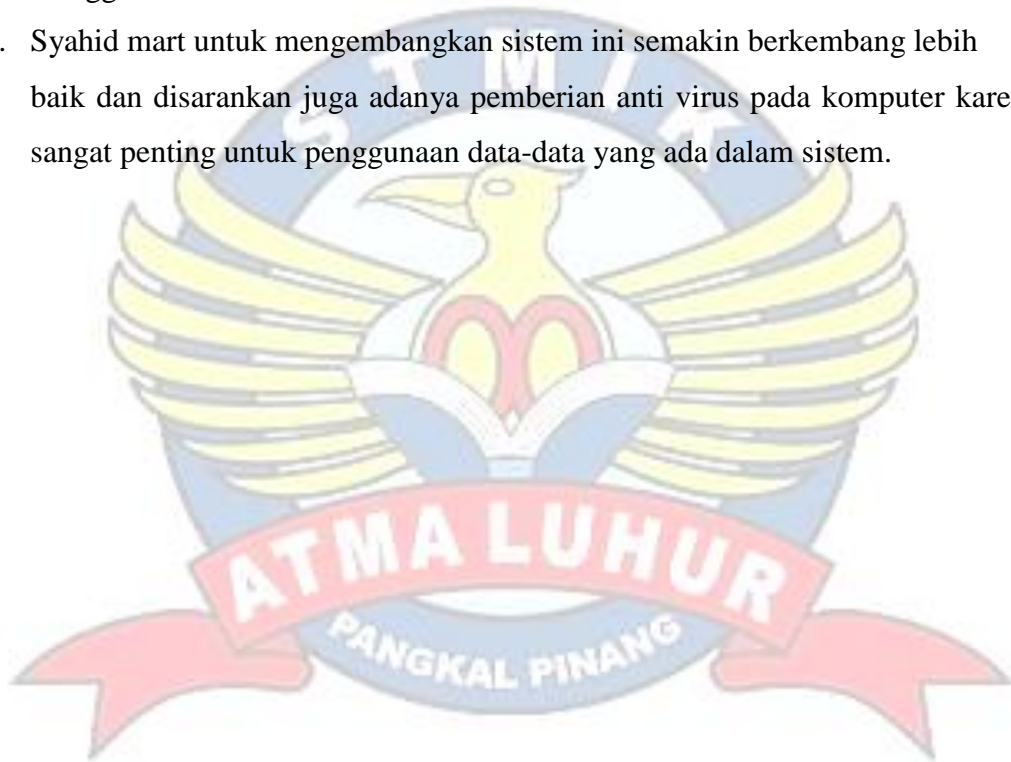 . Syahid mart untuk mengembangkan sistem ini semakin berkembang lebih
baik dan disarankan juga adanya pemberian anti virus pada komputer kare
sangat penting untuk penggunaan data-data yang ada dalam sistem.
STMIK
ATMA LUHUR
PANGKAL PINANG